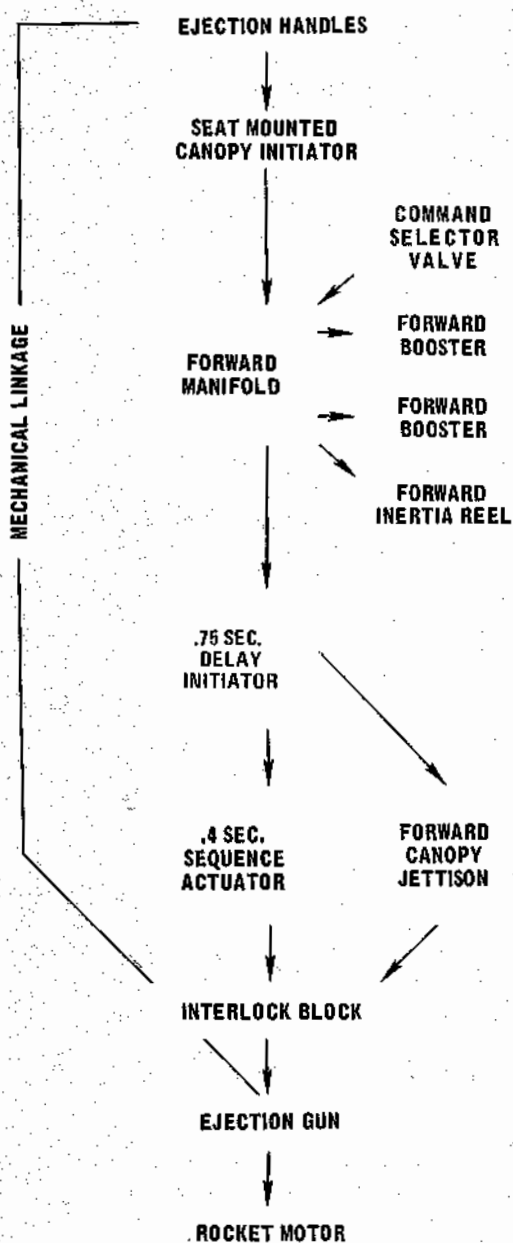 EJECTION HANDLES
SEAT MOUNTED
CANOPY INITIATOR
COMMAND
SELECTOR
VALVE
FORWARD
BOOSTER
FORWARD
MANIFOLD
FORWARD
BOOSTER
FORWARD
INERTIA REEL
MECHANICAL LINKAGE
.75 SEC.
DELAY
INITIATOR
.4 SEC.
SEQUENCE
ACTUATOR
FORWARD
CANOPY
JETTISON
INTERLOCK BLOCK
EJECTION GUN
ROCKET MOTOR